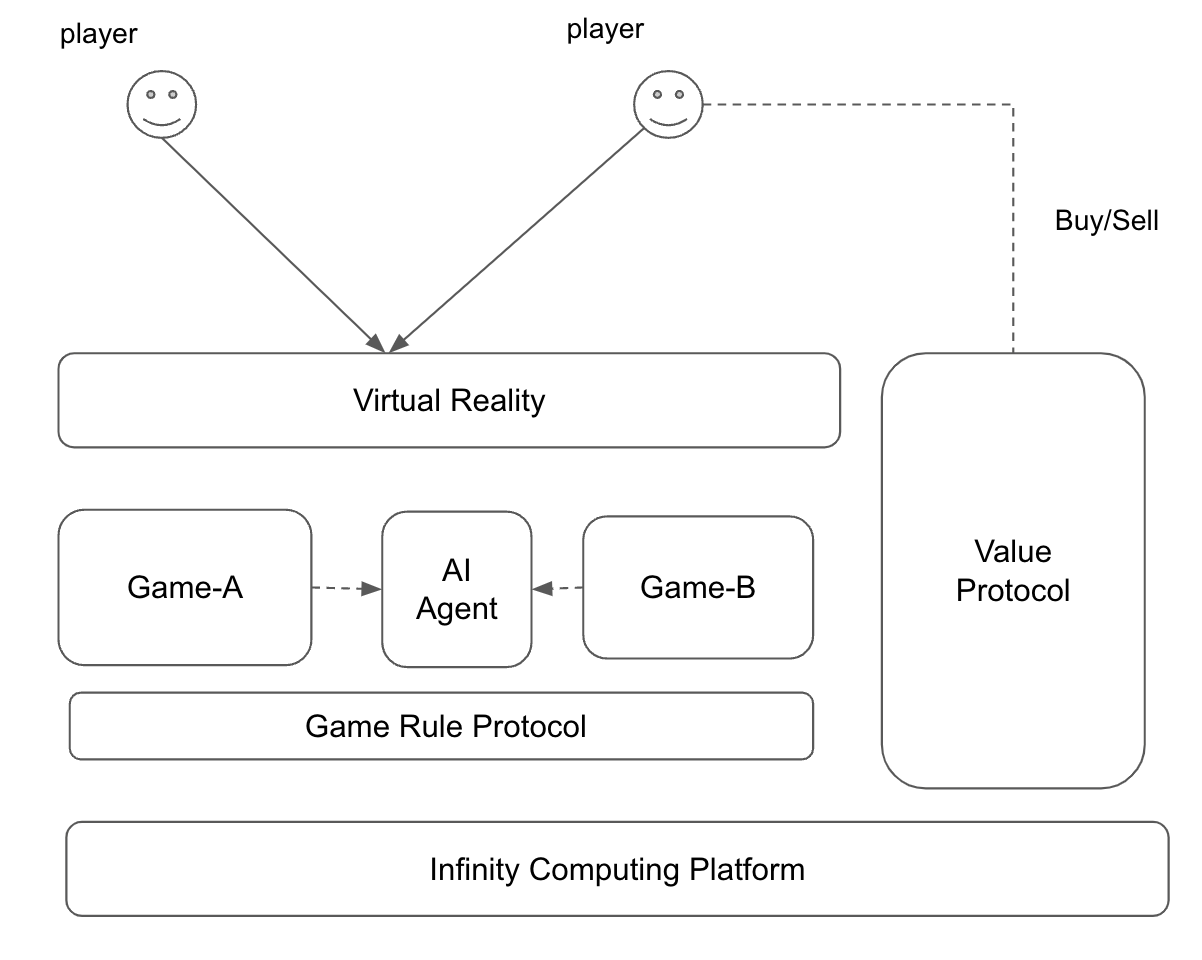 player
player
Buy/Sell
Virtual Reality
Game-A
AI
Agent
Game-B
Value
Protocol
Game Rule Protocol
Infinity Computing Platform